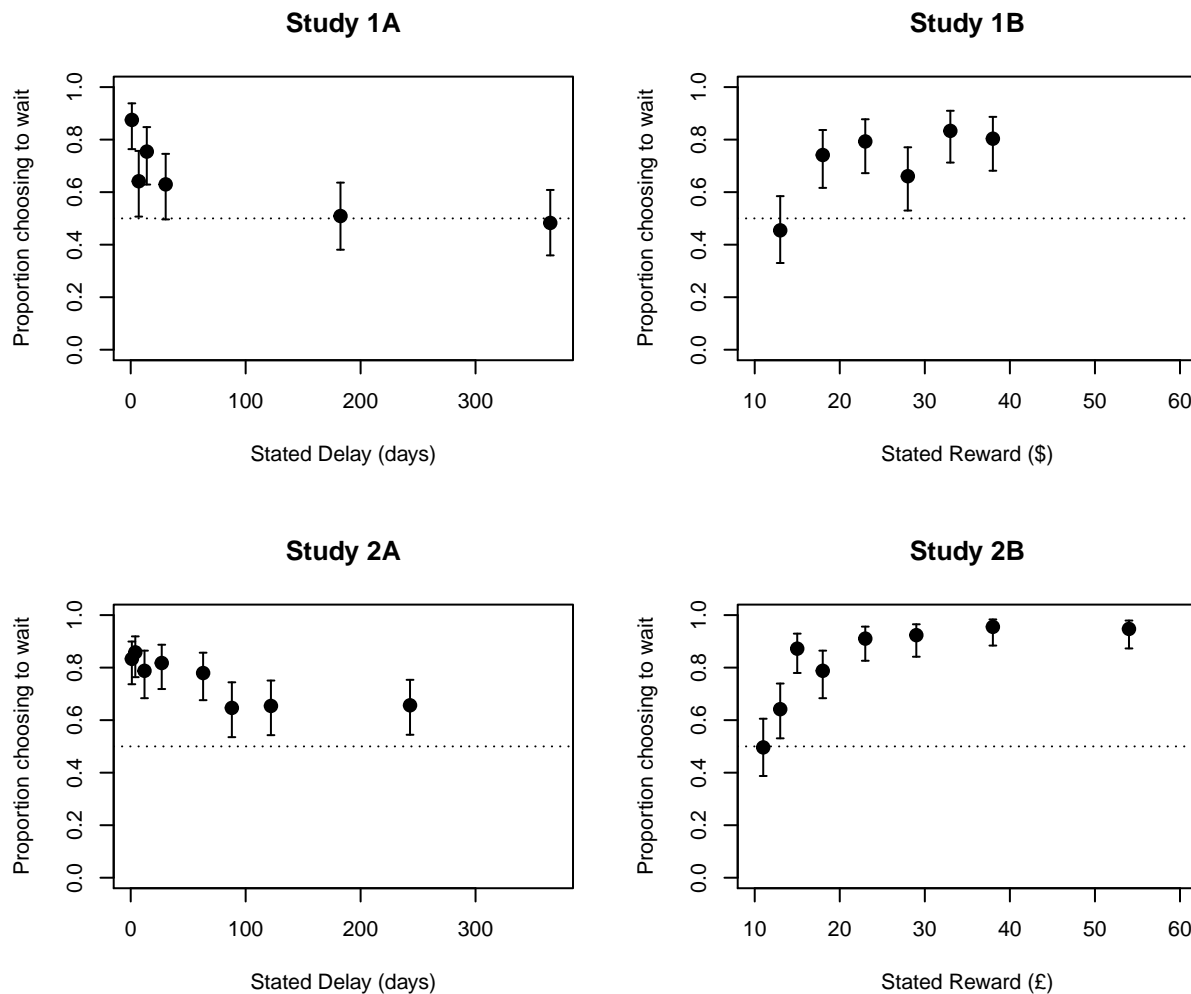 Study 1A
Proportion choosing to wait
0.0 0.2 0.4 0.6 0.8 1.0
0 100 200 300
Stated Delay (days)
Study 1B
Proportion choosing to wait
0.0 0.2 0.4 0.6 0.8 1.0
10 20 30 40 50 60
Stated Reward ($)
Study 2A
Proportion choosing to wait
0.0 0.2 0.4 0.6 0.8 1.0
0 100 200 300
Stated Delay (days)
Study 2B
Proportion choosing to wait
0.0 0.2 0.4 0.6 0.8 1.0
10 20 30 40 50 60
Stated Reward (£)